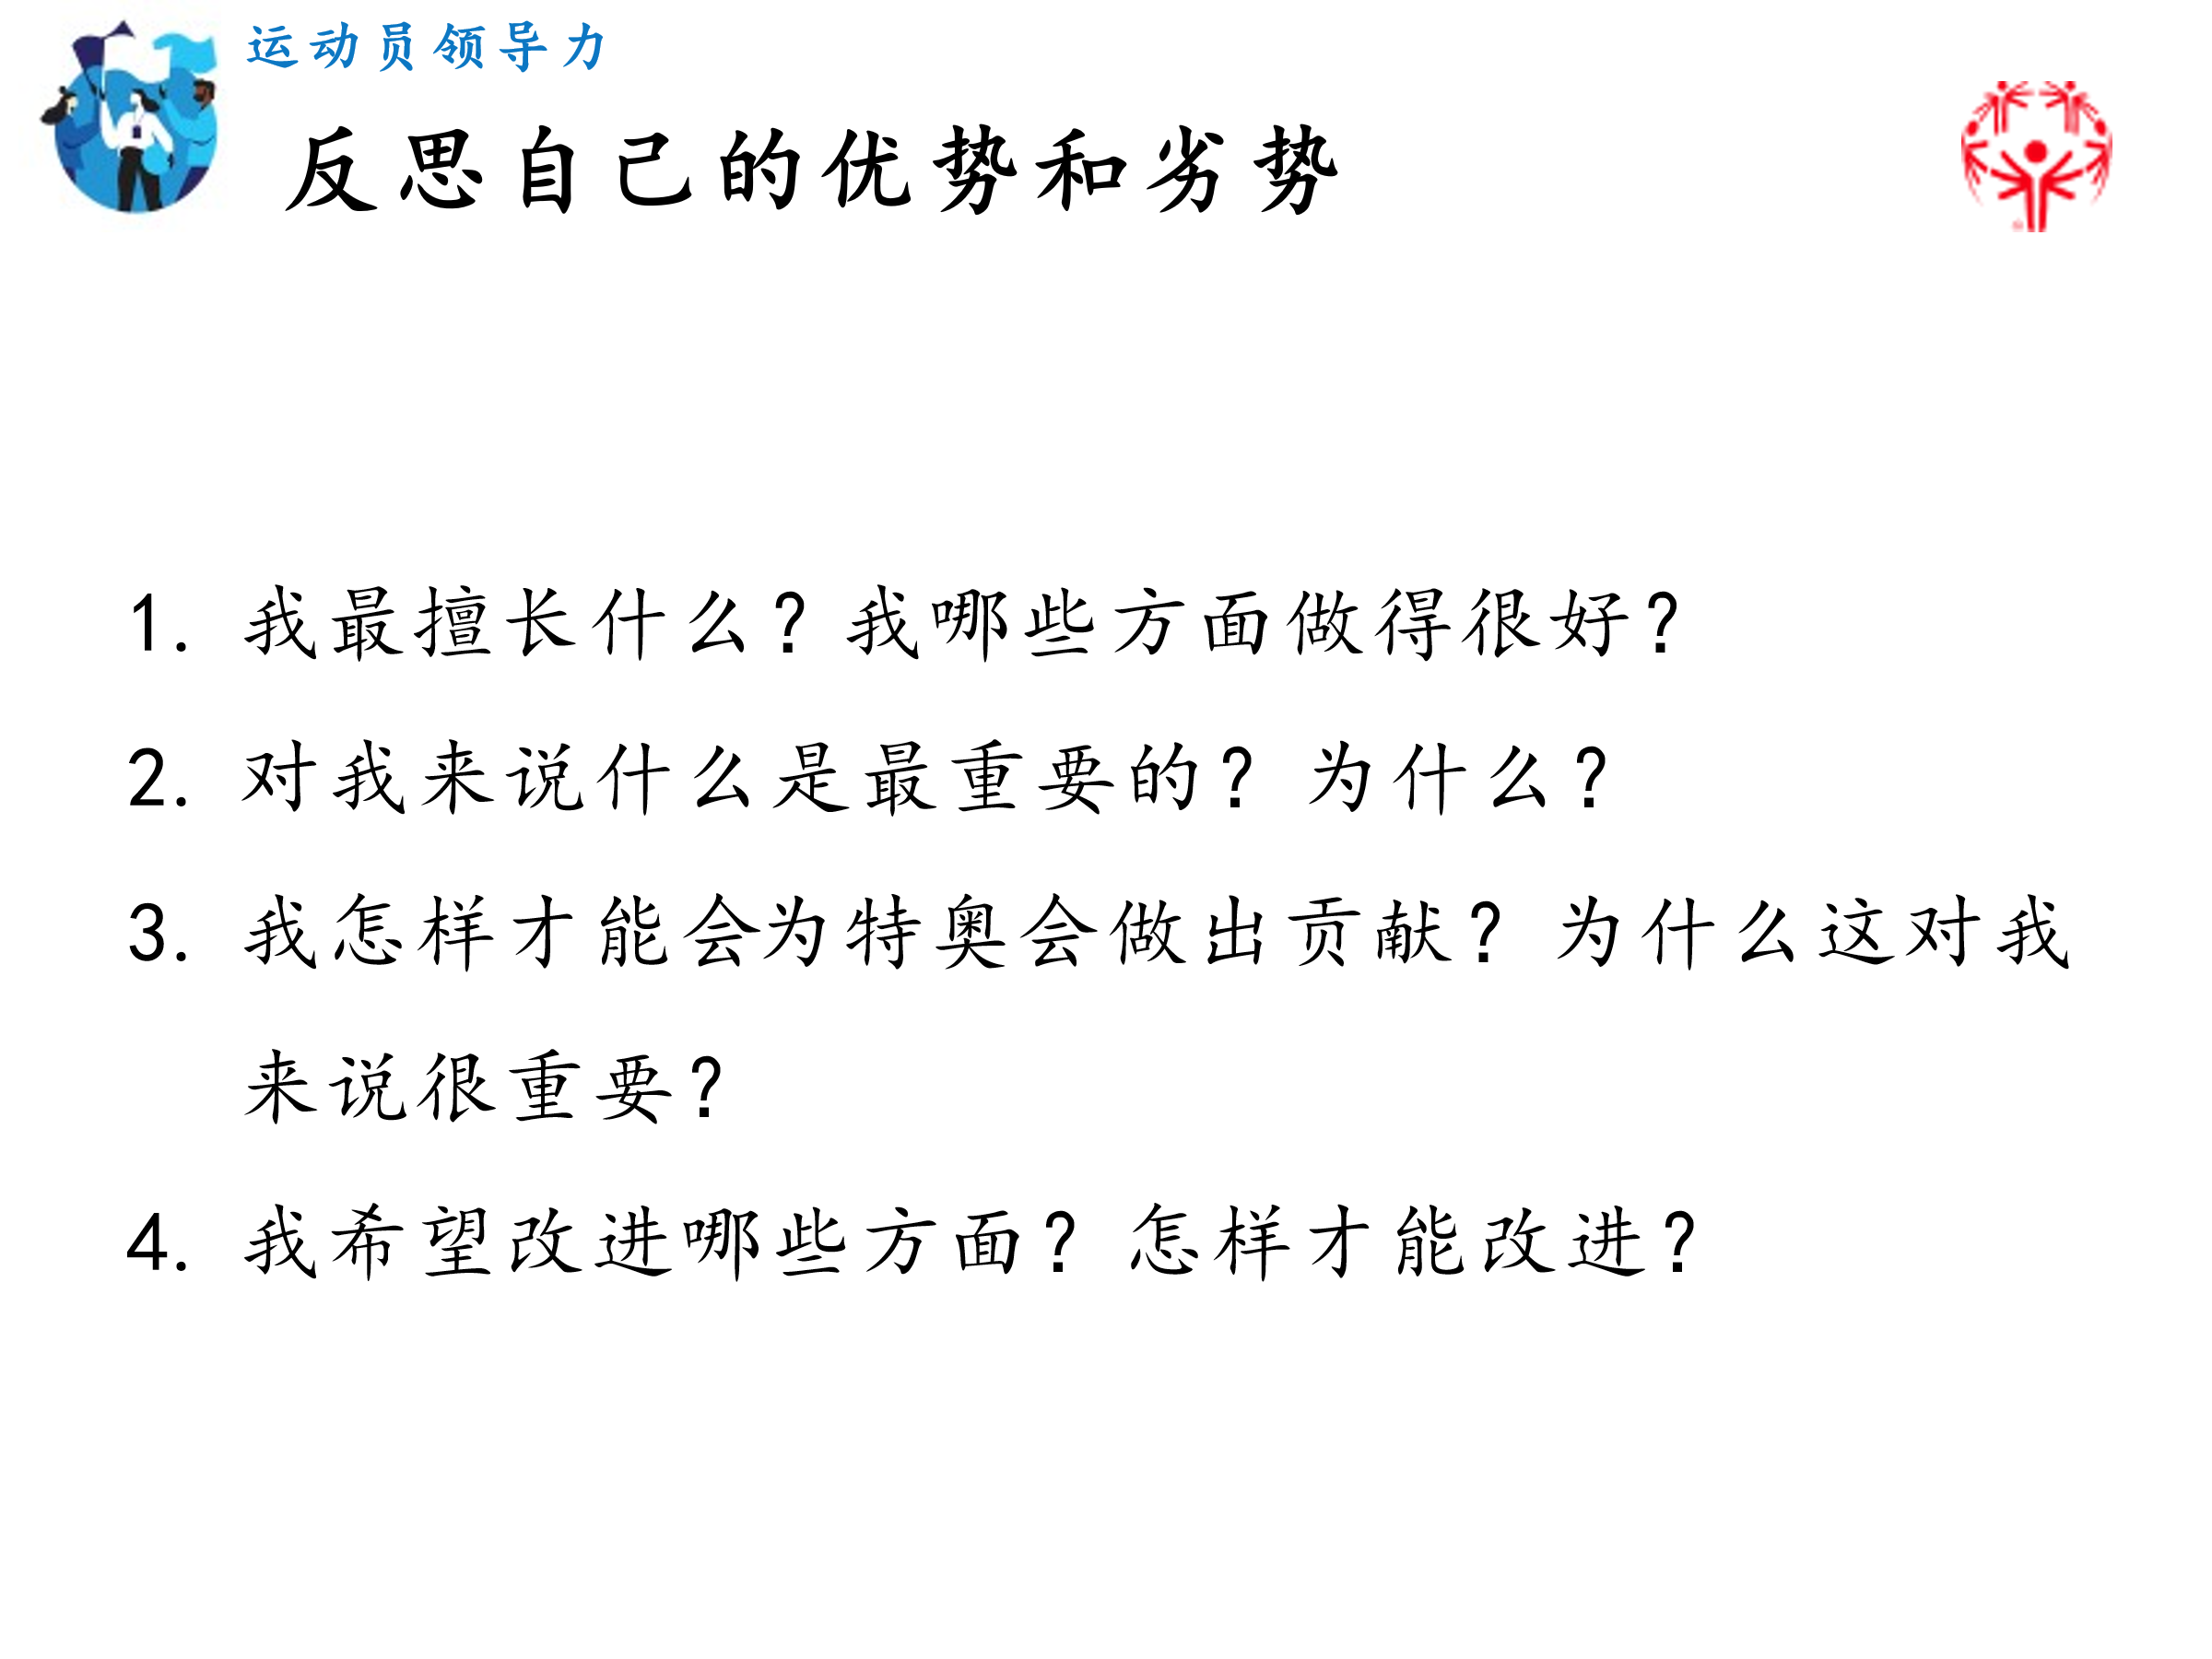 运动员领导力
反思自己的优势和劣势
1. 我最擅长什么？我哪些方面做得很好？
2. 对我来说什么是最重要的？为什么？
3. 我怎样才能会为特奥会做出贡献？为什么这对我
来说很重要？
4. 我希望改进哪些方面？怎样才能改进？